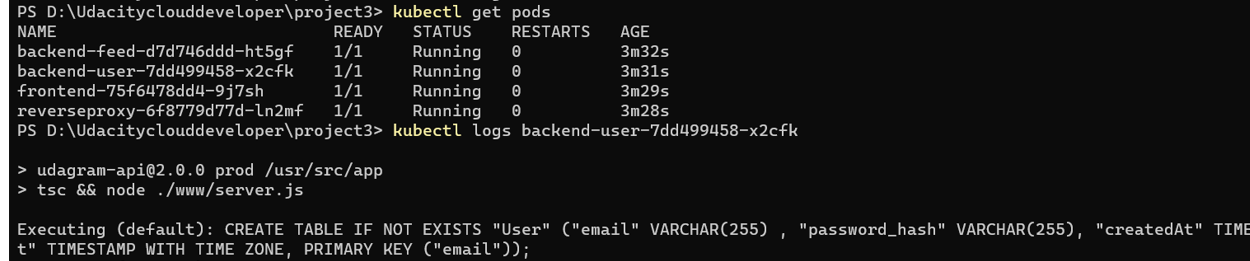 PS D:\Udacityclouddeveloper\project3> kubectl get pods
NAME READY STATUS RESTARTS AGE
backend-feed-d7d746ddd-ht5gf 1/1 Running 0 3m32s
backend-user-7dd499458-x2cfk 1/1 Running 0 3m31s
frontend-75f6478dd4-9j7sh 1/1 Running 0 3m29s
reverseproxy-6f8779d77d-ln2mf 1/1 Running 0 3m28s
PS D:\Udacityclouddeveloper\project3> kubectl logs backend-user-7dd499458-x2cfk
> udagram-api@2.0.0 prod /usr/src/app
> tsc && node ./www/server.js
Executing (default): CREATE TABLE IF NOT EXISTS "User" ("email" VARCHAR(255) , "password_hash" VARCHAR(255), "createdAt" TIME
t" TIMESTAMP WITH TIME ZONE, PRIMARY KEY ("email"));